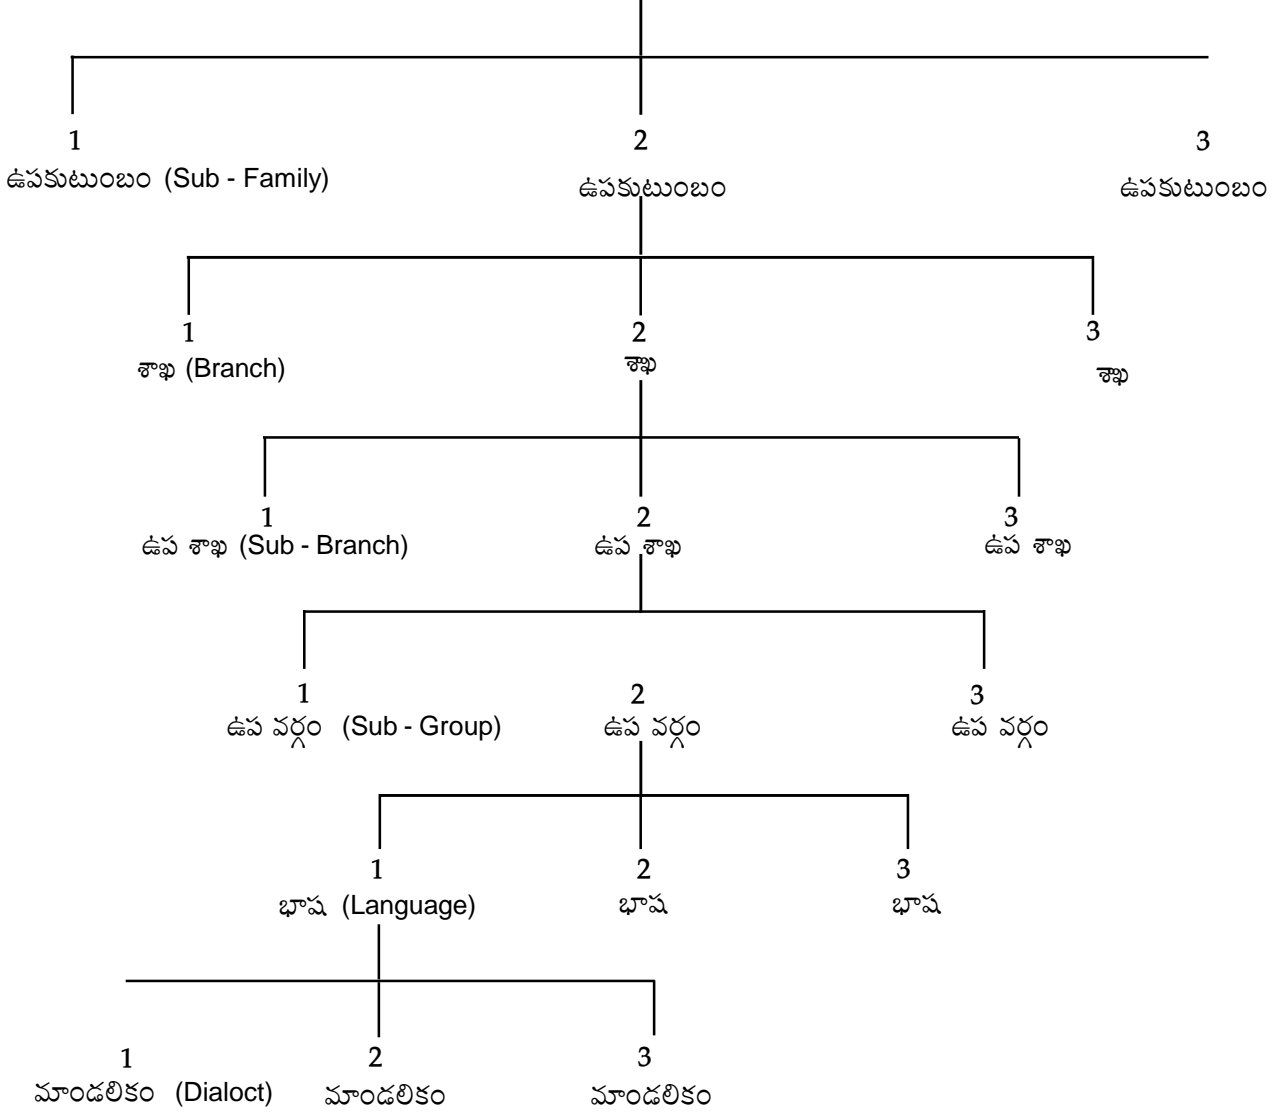 1 2 3
ఉపకుటుంబం (Sub - Family) ఉపకుటుంబం ఉపకుటుంబం
1 2 3
శాఖ (Branch) శాఖ శాఖ
1 2 3
ఉప శాఖ (Sub - Branch) ఉప శాఖ ఉప శాఖ
1 2 3
ఉప వర్గం (Sub - Group) ఉప వర్గం ఉప వర్గం
1 2 3
భాష (Language) భాష భాష
1 2 3
మాండలికం (Dialoct) మాండలికం మాండలికం